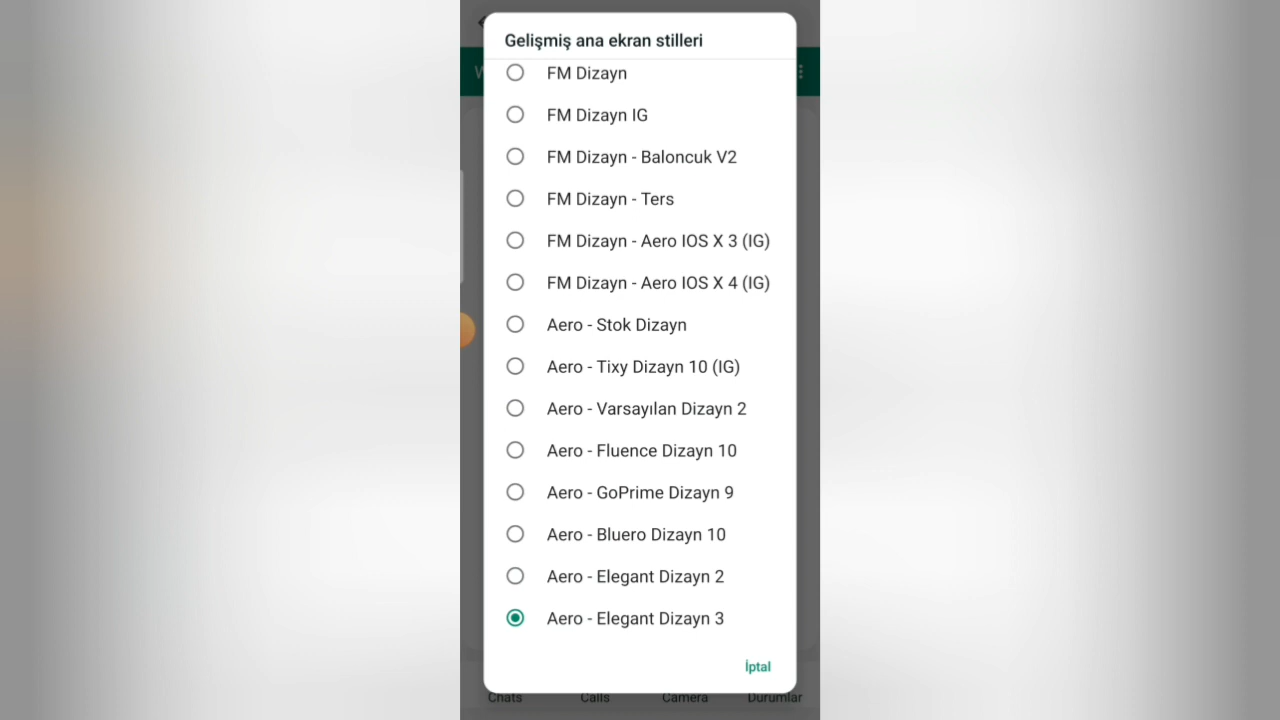 Gelişmiş ana ekran stilleri
W
FM Dizayn
FM Dizayn IG
FM Dizayn - Baloncuk V2
FM Dizayn - Ters
FM Dizayn - Aero IOS X 3 (IG)
FM Dizayn - Aero IOS X 4 (IG)
Aero - Stok Dizayn
Aero - Tixy Dizayn 10 (IG)
Aero - Varsayılan Dizayn 2
Aero - Fluence Dizayn 10
Aero - GoPrime Dizayn 9
Aero - Bluero Dizayn 10
Aero - Elegant Dizayn 2
Aero - Elegant Dizayn 3
İptal
Chats Calls Camera Durumlar